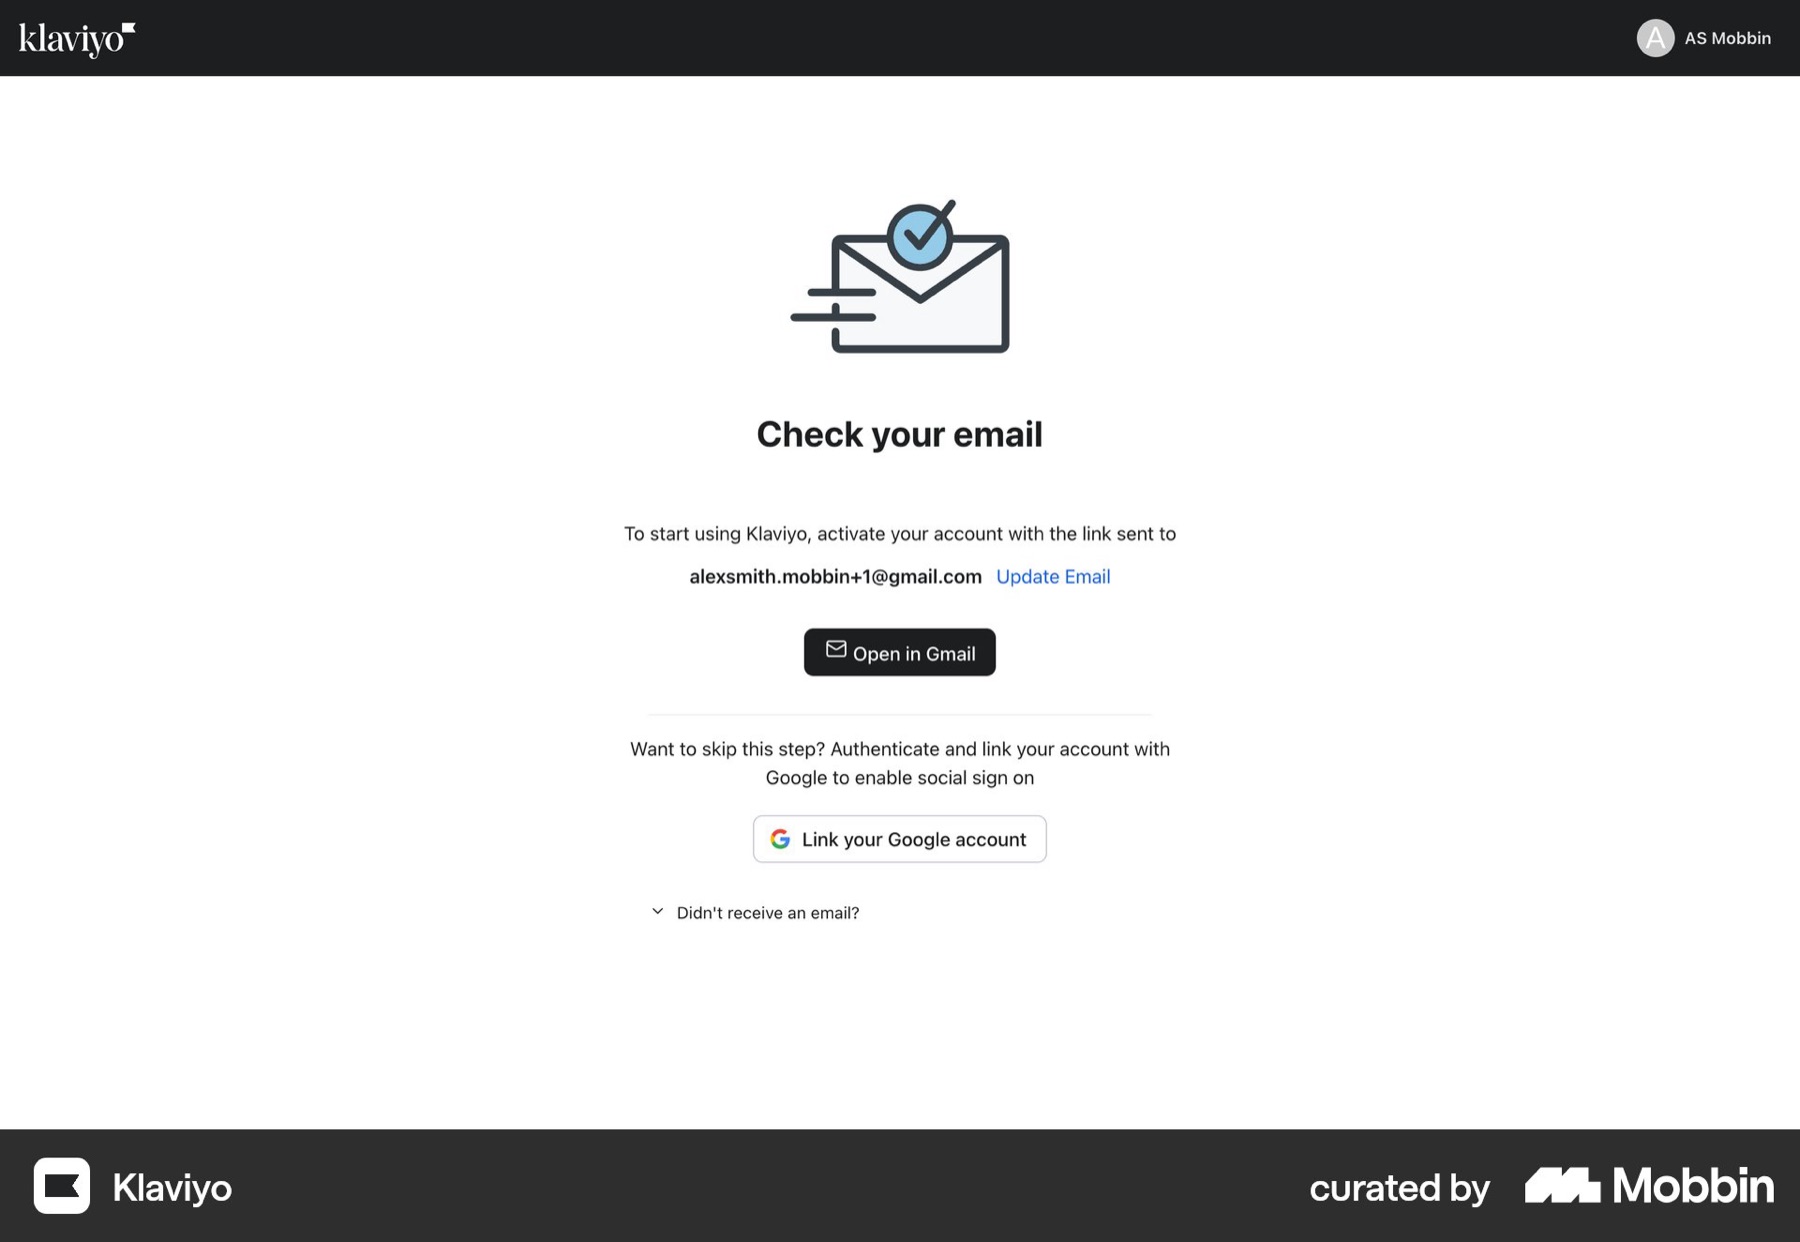 klaviyo
A AS Mobbin
Check your email
To start using Klaviyo, activate your account with the link sent to
alexsmith.mobbin+1@gmail.com Update Email
Open in Gmail
Want to skip this step? Authenticate and link your account with
Google to enable social sign on
Link your Google account
Didn't receive an email?
Klaviyo
curated by Mobbin